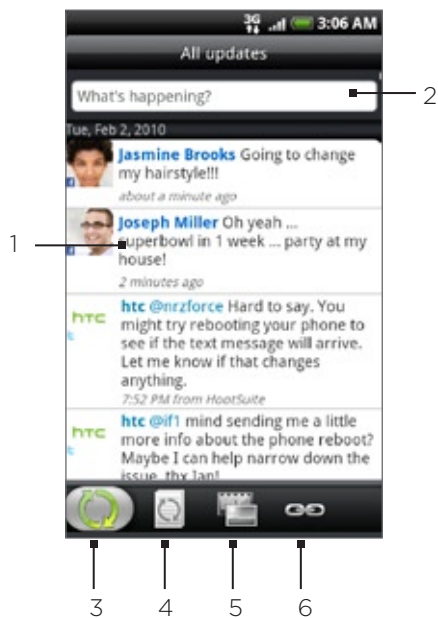 3G 3:06 AM
All updates
What's happening?
2
Tue, Feb 2, 2010
Jasmine Brooks Going to change
my hairstyle!!!
about a minute ago
1
Joseph Miller Oh yeah ...
superbowl in 1 week ... party at my
house!
2 minutes ago
htc
htc @nrzforce Hard to say. You
might try rebooting your phone to
see if the text message will arrive.
Let me know if that changes
anything.
7:52 PM from HootSuite
htc
htc @if1 mind sending me a little
more info about the phone reboot?
Maybe I can help narrow down the
issue. thx Ian!
3 4 5 6